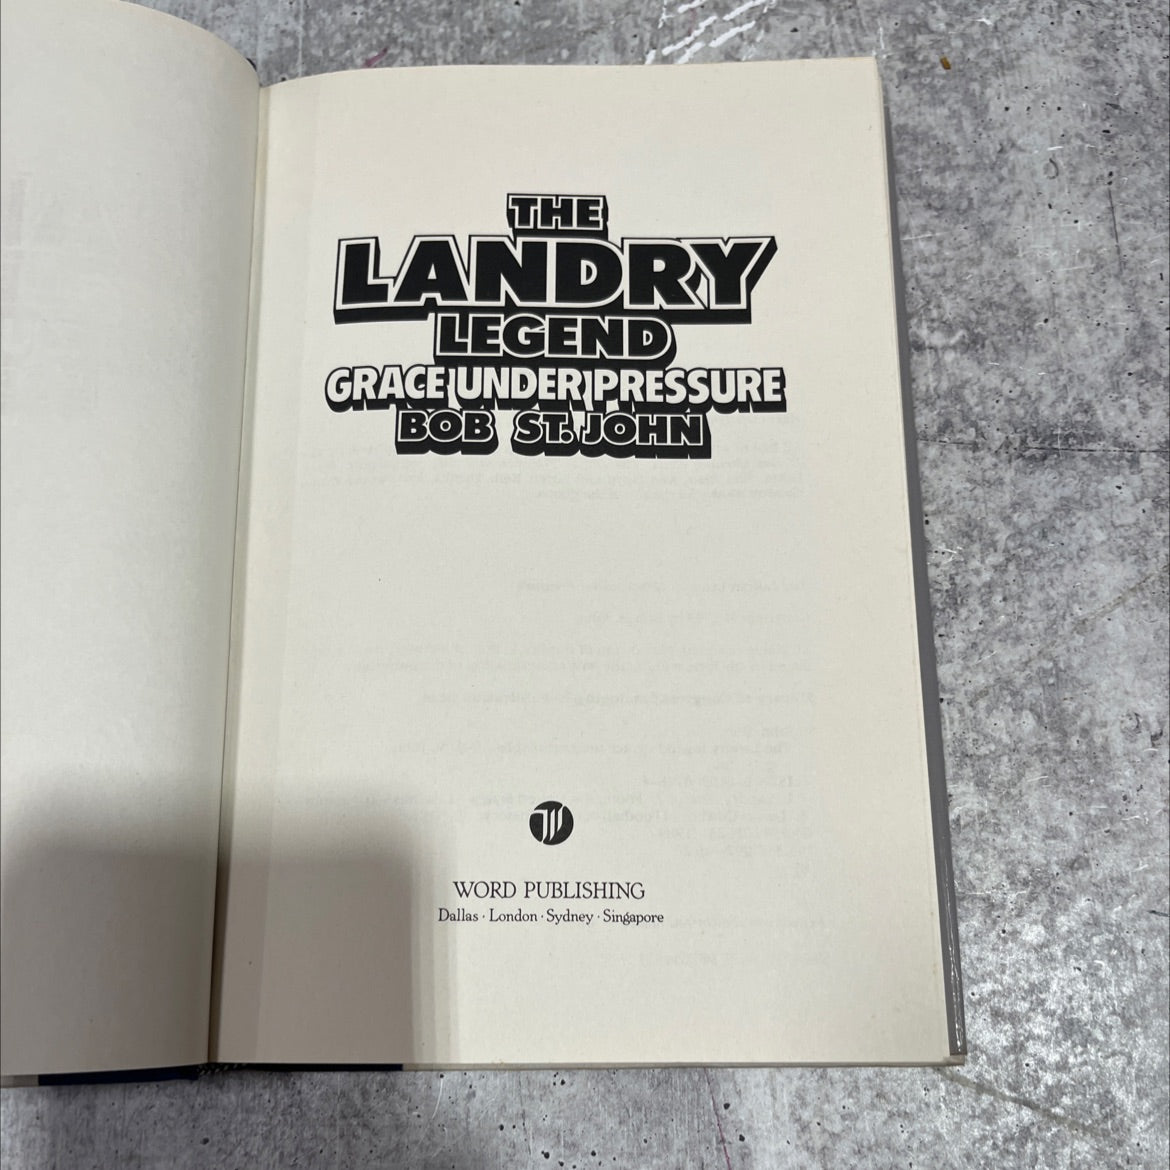 THE
LANDRY
LEGEND
GRACE UNDER PRESSURE
BOB ST. JOHN
W
WORD PUBLISHING
Dallas · London · Sydney · Singapore